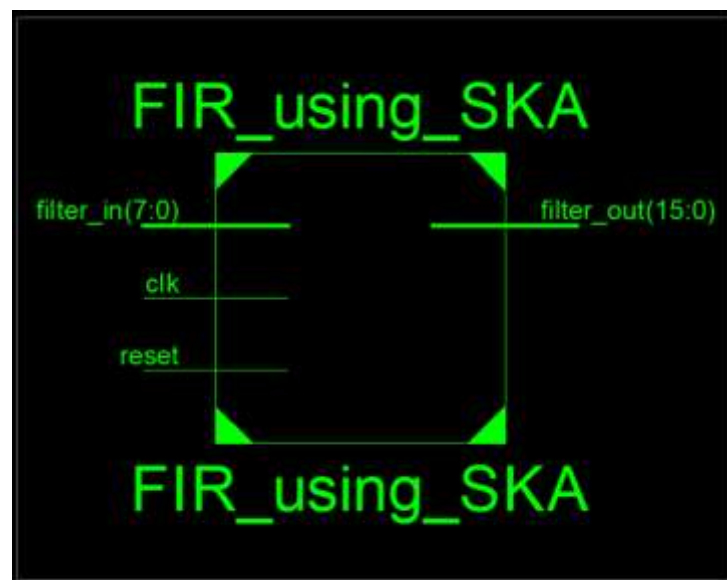 FIR_using_SKA
filter_in(7:0)
filter_out(15:0)
clk
reset
FIR_using_SKA